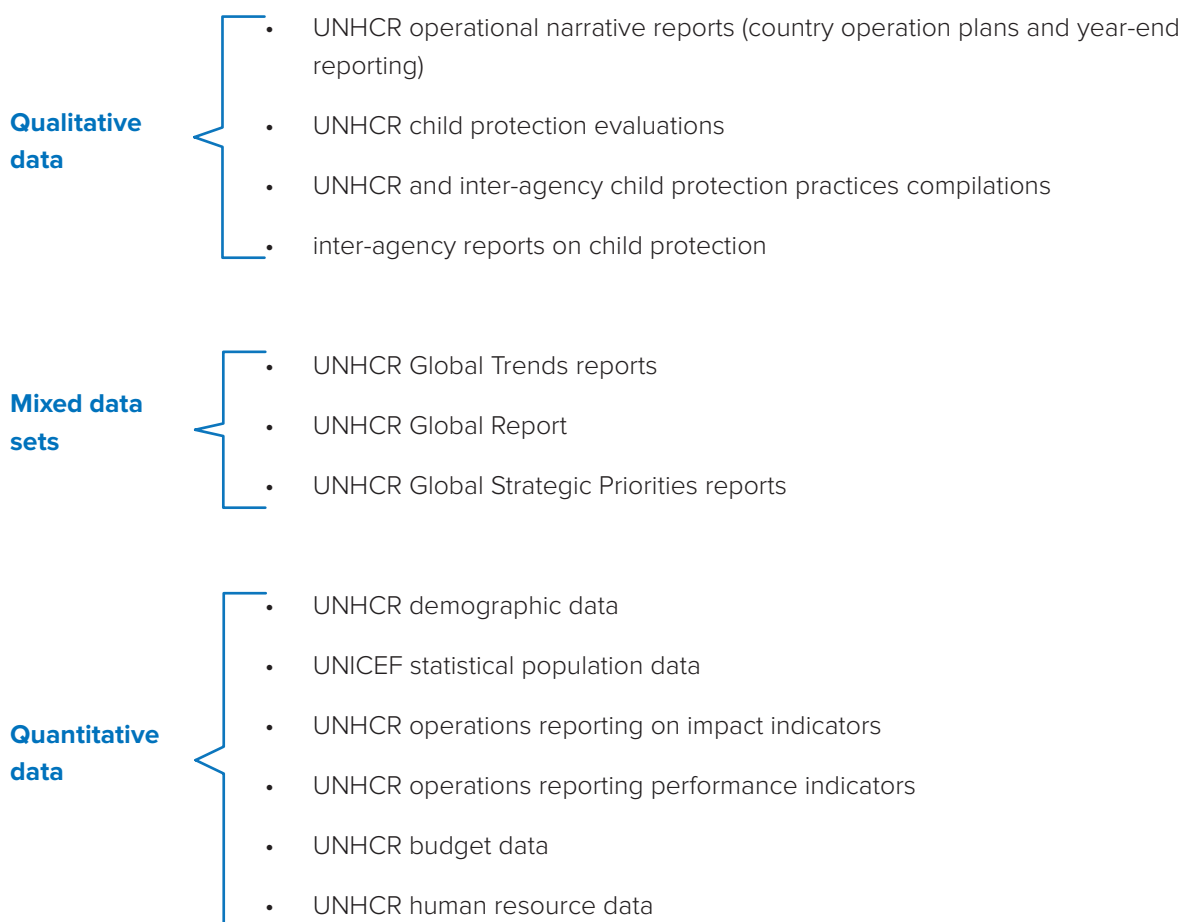 Qualitative
data
• UNHCR operational narrative reports (country operation plans and year-end
reporting)
• UNHCR child protection evaluations
• UNHCR and inter-agency child protection practices compilations
• inter-agency reports on child protection
Mixed data
sets
• UNHCR Global Trends reports
• UNHCR Global Report
• UNHCR Global Strategic Priorities reports
Quantitative
data
• UNHCR demographic data
• UNICEF statistical population data
• UNHCR operations reporting on impact indicators
• UNHCR operations reporting performance indicators
• UNHCR budget data
• UNHCR human resource data